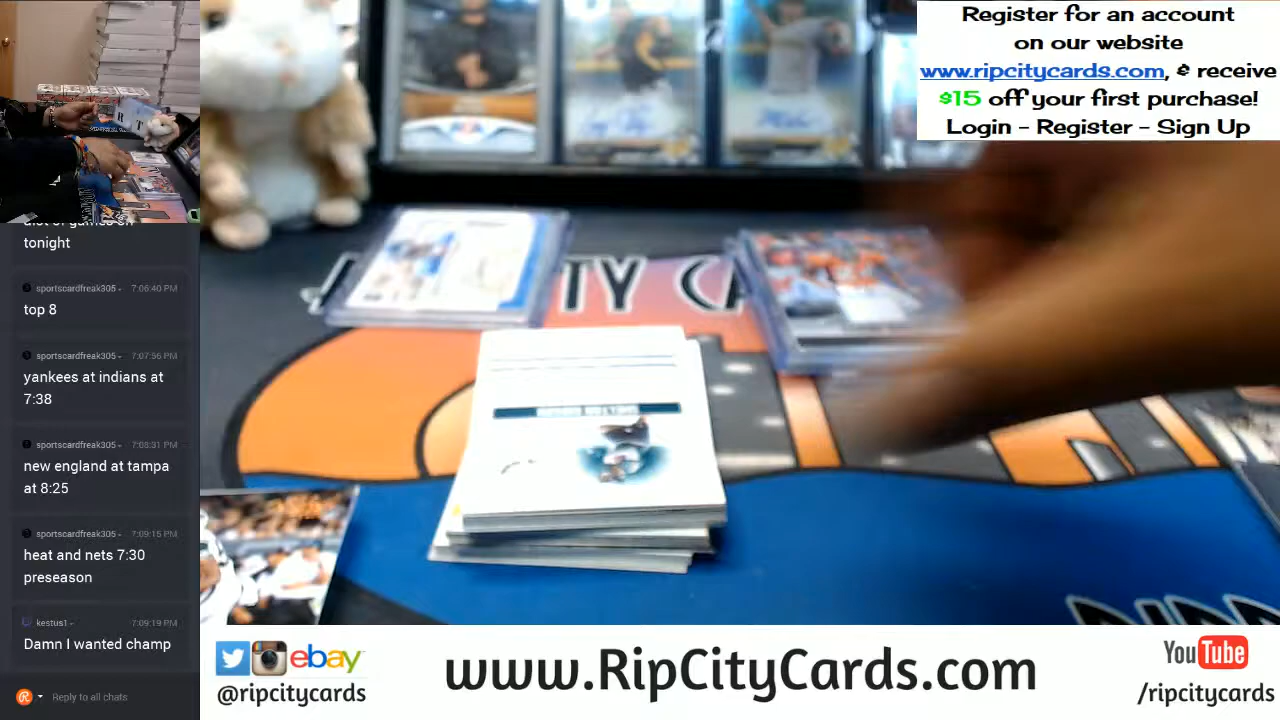 Register for an account
on our website
www.ripcitycards.com, & receive
$15 off your first purchase!
Login - Register - Sign Up
tonight
sportscardfreak305 - 7:06:40 PM
top 8
sportscardfreak305 - 7:07:56 PM
yankees at indians at
7:38
sportscardfreak305 - 7:08:31 PM
new england at tampa
at 8:25
sportscardfreak305 - 7:09:15 PM
heat and nets 7:30
preseason
kestus1 - 7:09:19 PM
Damn I wanted champ
Reply to all chats
ITY CA
ebay
@ripcitycards
www.RipCityCards.com
YouTube
/ripcitycards